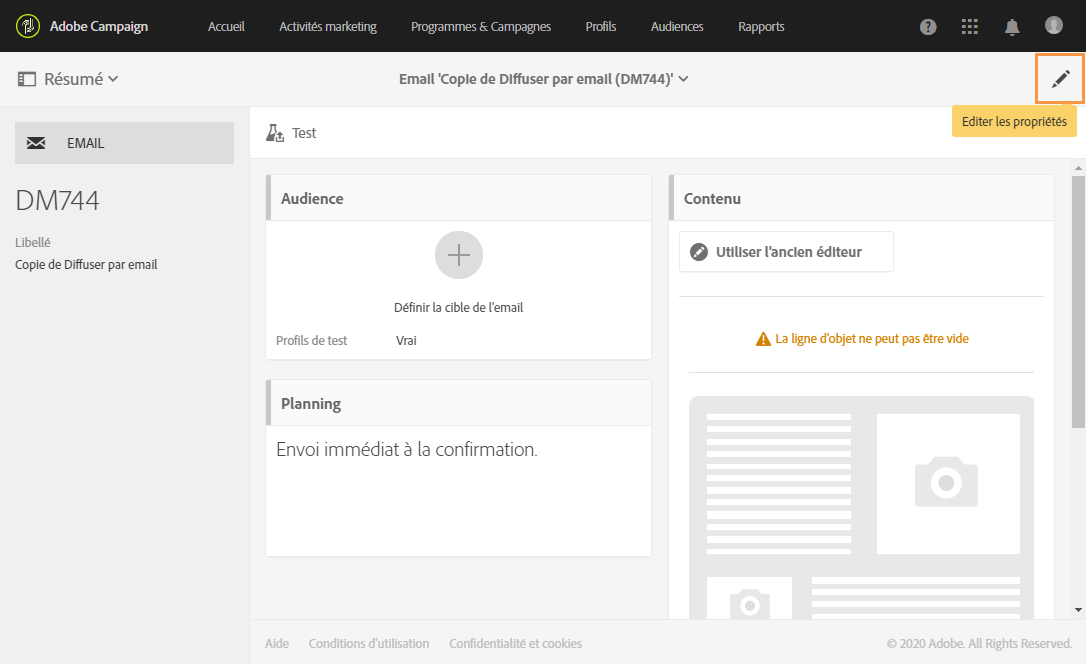 Adobe Campaign
Accueil
Activités marketing
Programmes & Campagnes
Profils
Audiences
Rapports
?
Résumé
Email 'Copie de Diffuser par email (DM744)'
Editer les propriétés
EMAIL
DM744
Libellé
Copie de Diffuser par email
Test
Audience
Définir la cible de l'email
Profils de test Vrai
Planning
Envoi immédiat à la confirmation.
Contenu
Utiliser l'ancien éditeur
La ligne d'objet ne peut pas être vide
Aide
Conditions d'utilisation
Confidentialité et cookies
© 2020 Adobe. All Rights Reserved.